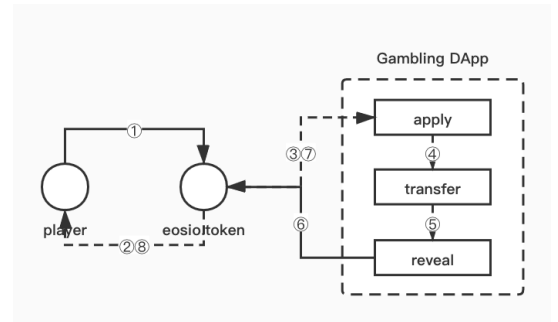 Gambling DApp
①
apply
③⑦
④
transfer
player
eosio.token
⑤
⑥
②⑧
reveal